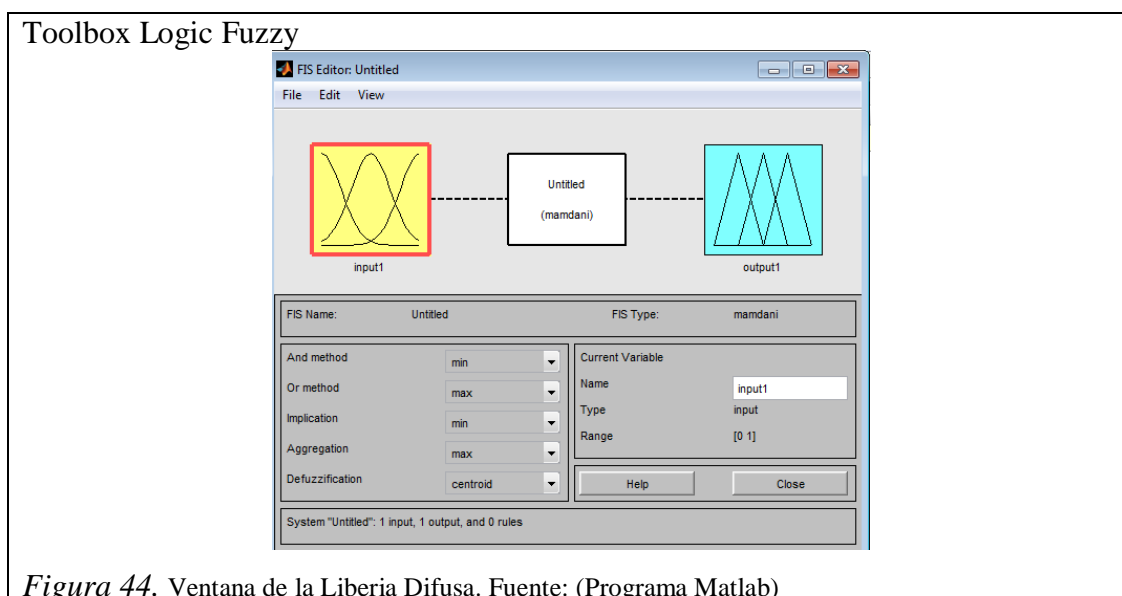 Toolbox Logic Fuzzy
FIS Editor: Untitled
File Edit View
Untitled
(mamdani)
input1
output1
FIS Name: Untitled FIS Type: mamdani
And method min
Or method max
Implication min
Aggregation max
Defuzzification centroid
Current Variable
Name input1
Type input
Range [0 1]
Help Close
System "Untitled": 1 input, 1 output, and 0 rules
Figura 44. Ventana de la Liberia Difusa. Fuente: (Programa Matlab)